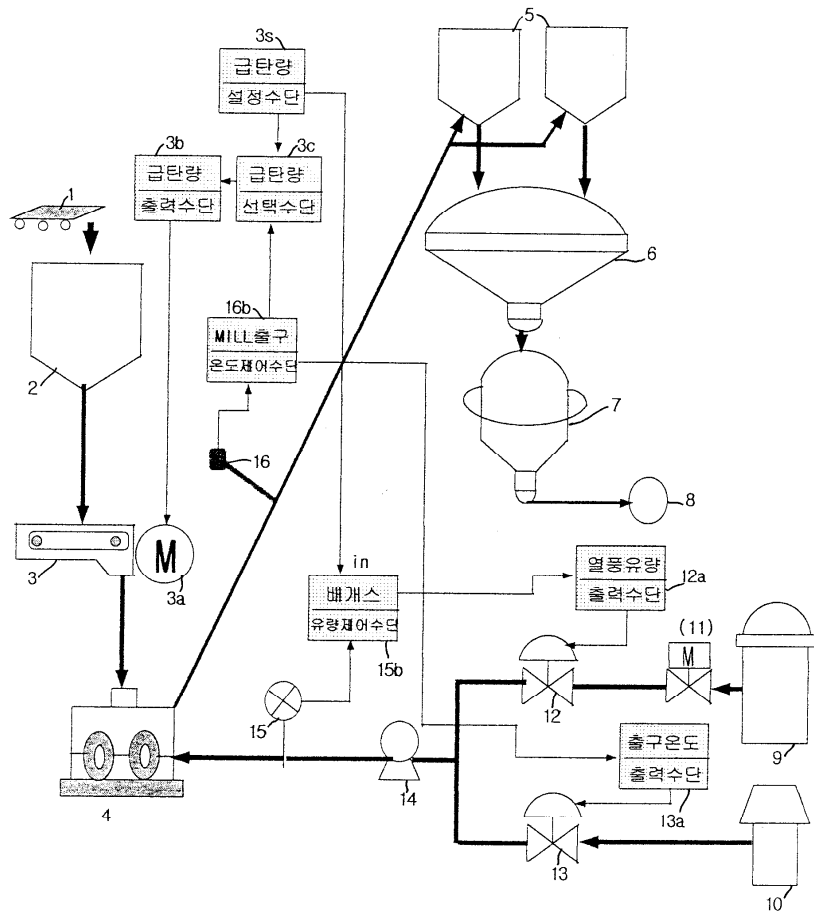 3s
급탄량
설정수단
5
3b
급탄량
출력수단
3c
급탄량
선택수단
1
6
16b
MILL출구
온도제어수단
2
7
16
8
M
3
3a
in
배개스
유량제어수단
15b
열풍유량
출력수단
12a
(11)
M
12
15
출구온도
출력수단
13a
9
14
4
13
10